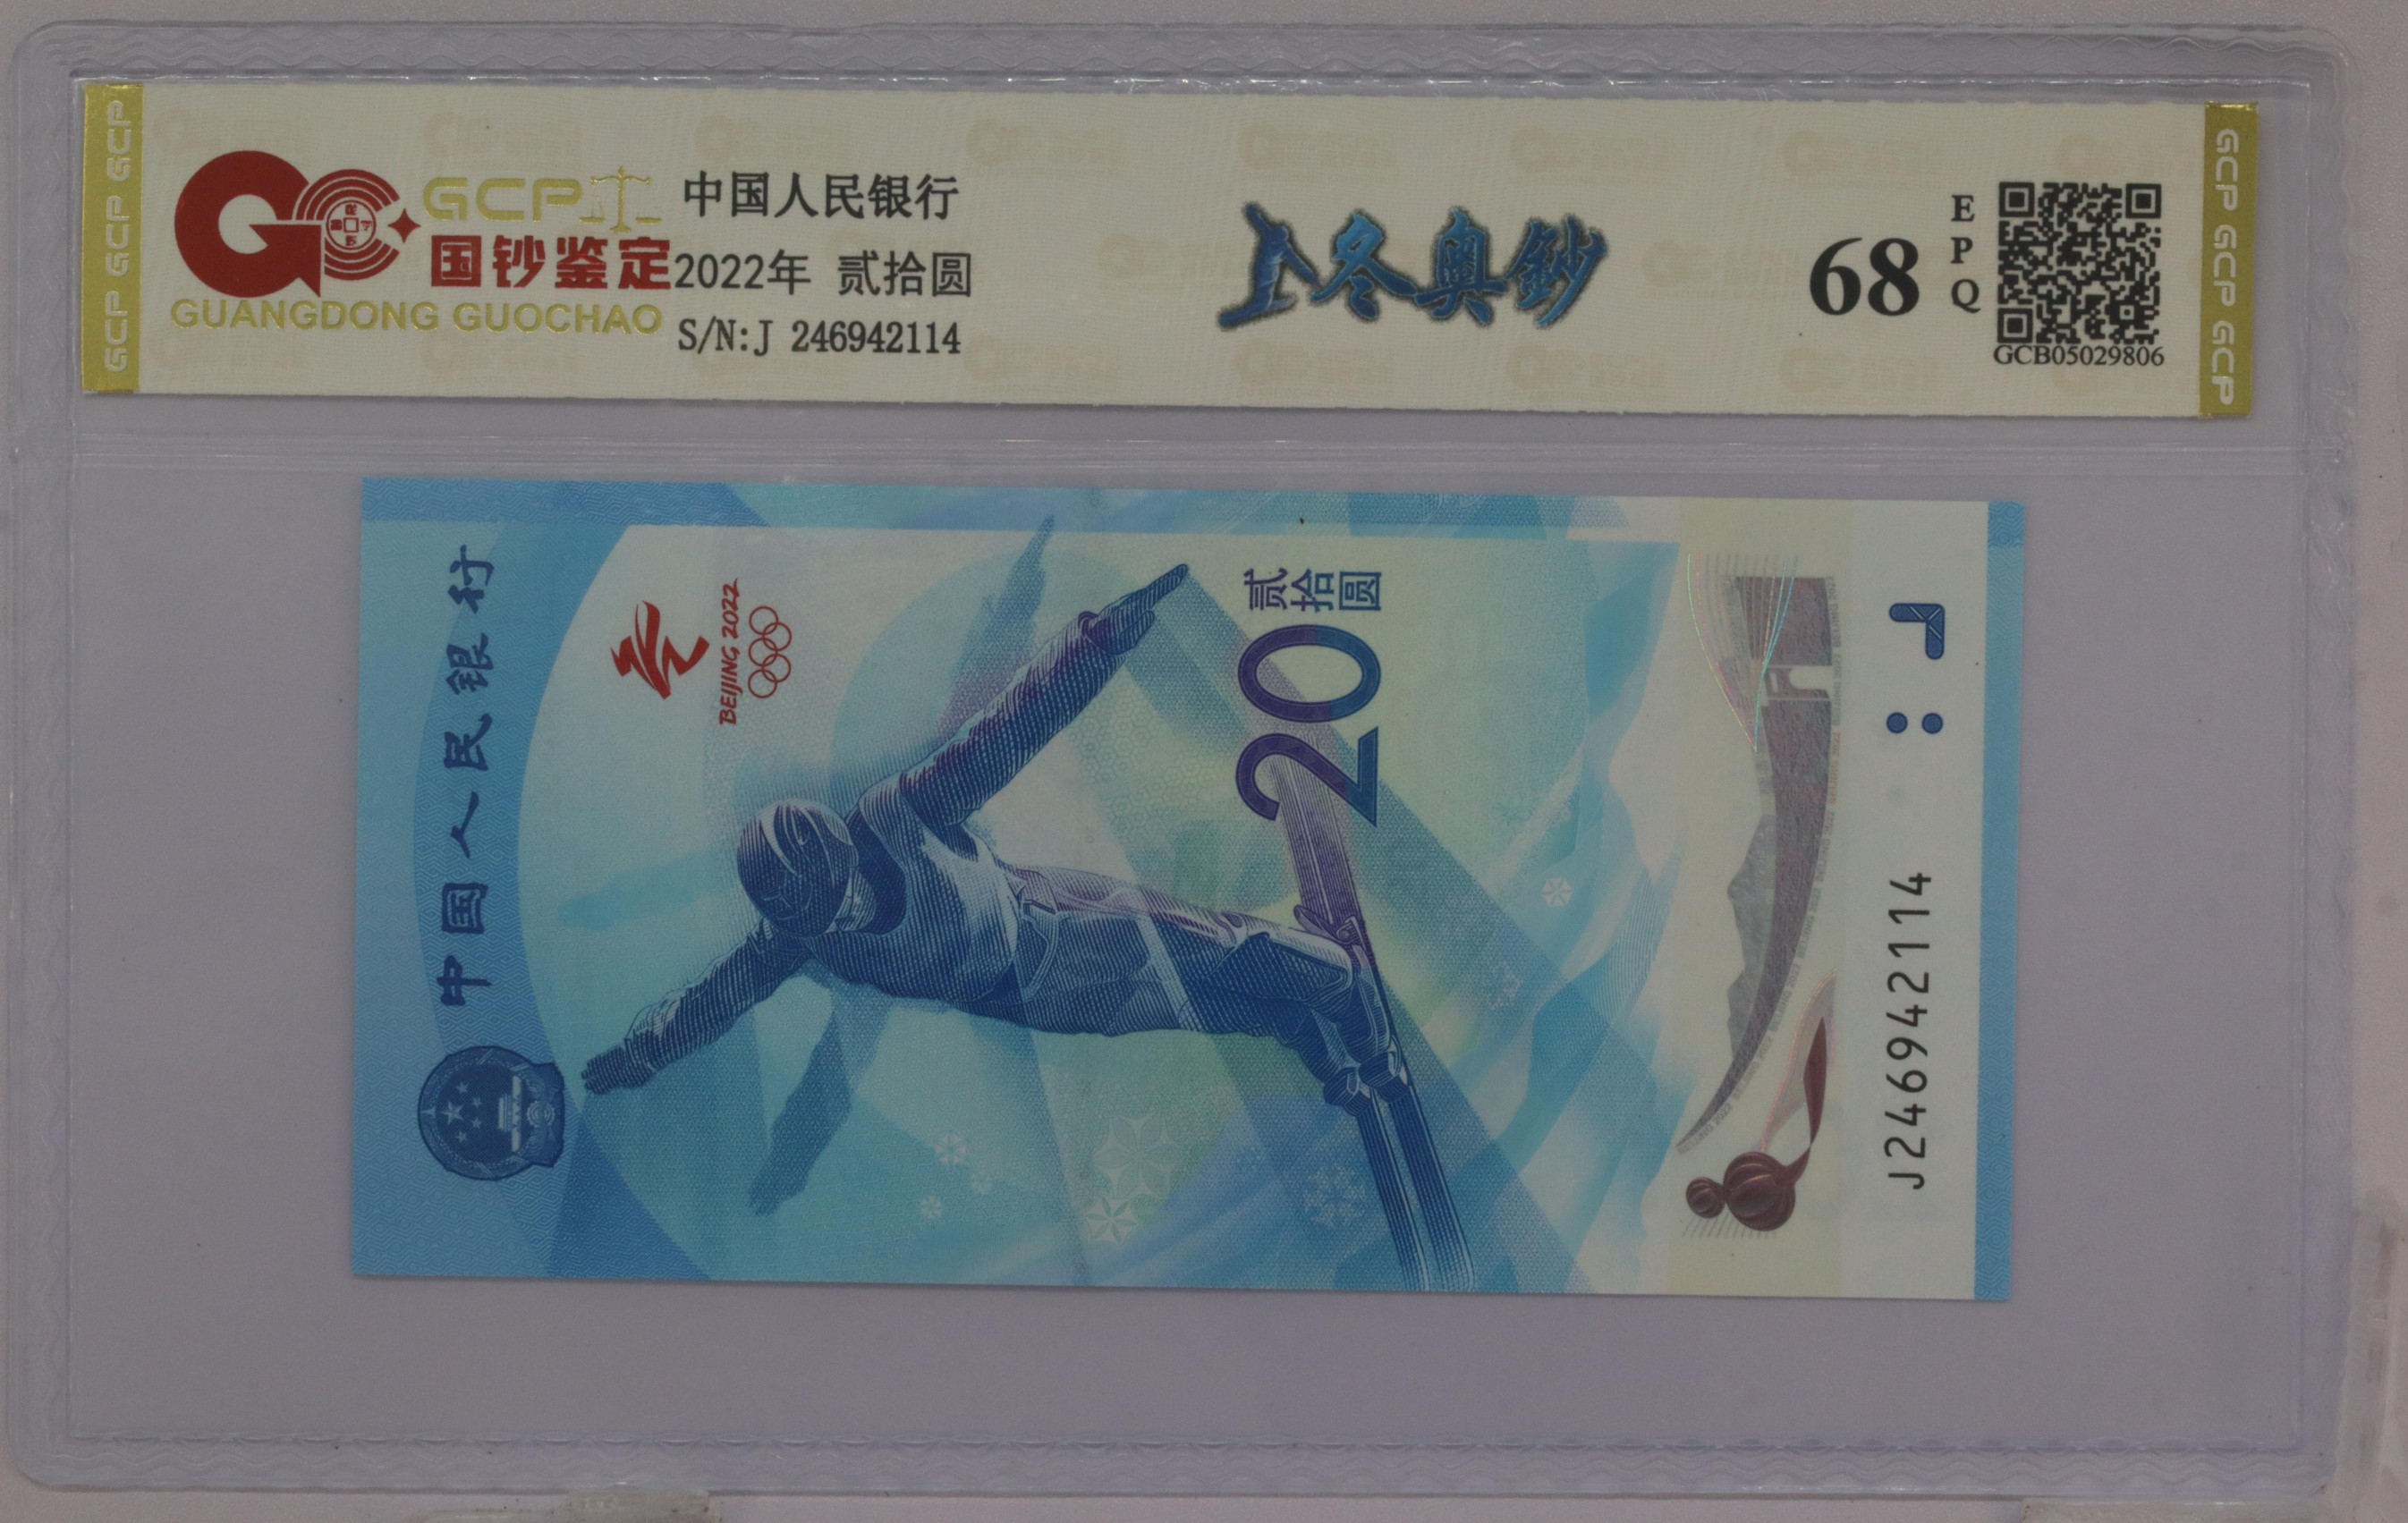 GCP GCP GCP
GCP
国钞鉴定
GUANGDONG GUOCHAO
中国人民银行
2022年 贰拾圆
S/N:J 246942114
上冬奥鈔
68
EPQ
GCB05029806
GCP GCP GCP
中国人民银行
BEIJING 2022
贰拾圆
20
J246942114